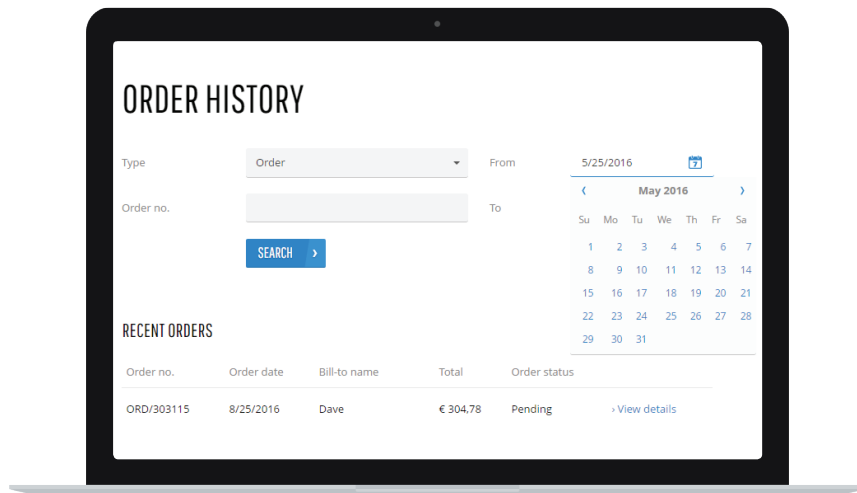 ORDER HISTORY
Type Order From 5/25/2016 7
Order no. To
SEARCH
May 2016
Su Mo Tu We Th Fr Sa
1 2 3 4 5 6 7
8 9 10 11 12 13 14
15 16 17 18 19 20 21
22 23 24 25 26 27 28
29 30 31
RECENT ORDERS
Order no. Order date Bill-to name Total Order status
ORD/303115 8/25/2016 Dave € 304,78 Pending › View details